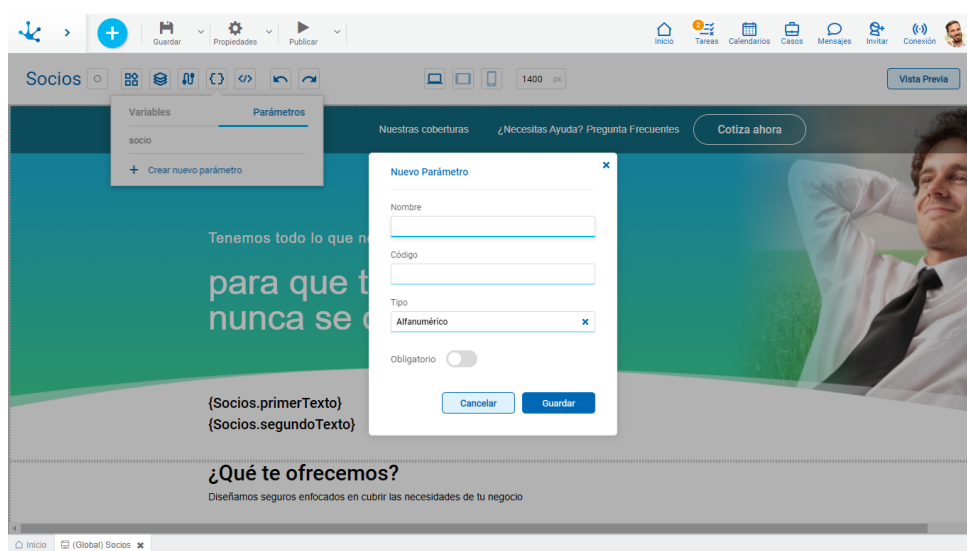 Guardar
Propiedades
Publicar
Inicio
2
Tareas
Calendarios
Casos
Mensajes
Invitar
Conexión
Socios
1400 px
Vista Previa
Variables
Parámetros
socio
+ Crear nuevo parámetro
Nuestras coberturas
¿Necesitas Ayuda? Pregunta Frecuentes
Cotiza ahora
Nuevo Parámetro
Nombre
Código
Tipo
Alfanumérico
Obligatorio
Cancelar
Guardar
Tenemos todo lo que
para que
nunca se
{Socios.primerTexto}
{Socios.segundoTexto}
¿Qué te ofrecemos?
Diseñamos seguros enfocados en cubrir las necesidades de tu negocio
Inicio
(Global) Socios